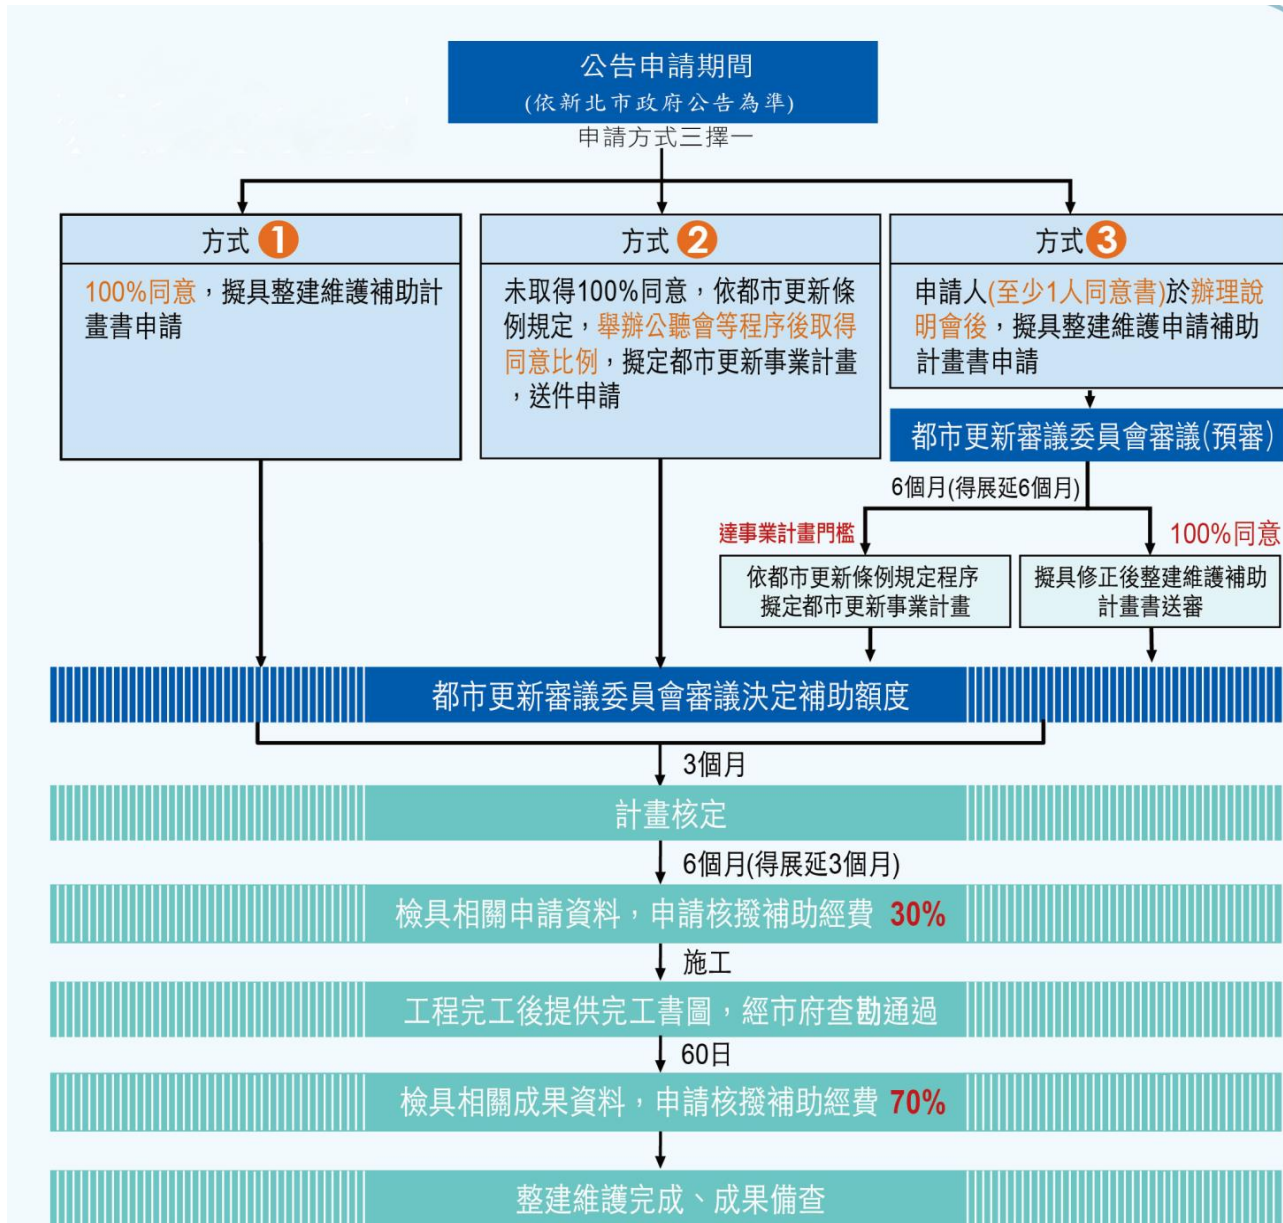 公告申請期間
(依新北市政府公告為準)
申請方式三擇一
方式 1
100%同意，擬具整建維護補助計
畫書申請
方式 2
未取得100%同意，依都市更新條
例規定，舉辦公聽會等程序後取得
同意比例，擬定都市更新事業計畫
，送件申請
方式 3
申請人(至少1人同意書)於辦理說
明會後，擬具整建維護申請補助
計畫書申請
都市更新審議委員會審議(預審)
6個月(得展延6個月)
達事業計畫門檻
依都市更新條例規定程序
擬定都市更新事業計畫
100%同意
擬具修正後整建維護補助
計畫書送審
都市更新審議委員會審議決定補助額度
3個月
計畫核定
6個月(得展延3個月)
檢具相關申請資料，申請核撥補助經費 30%
施工
工程完工後提供完工書圖，經市府查勘通過
60日
檢具相關成果資料，申請核撥補助經費 70%
整建維護完成、成果備查